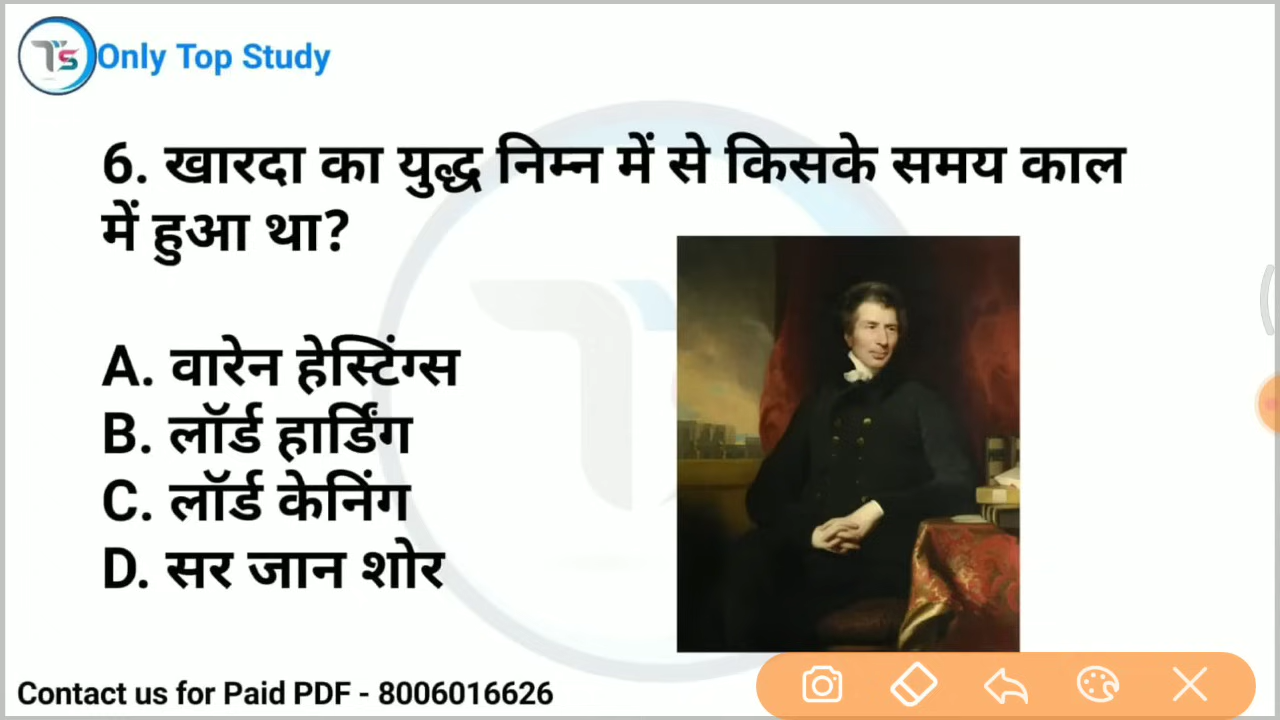 Only Top Study
6. खारदा का युद्ध निम्न में से किसके समय काल
में हुआ था?
A. वारेन हेस्टिंग्स
B. लॉर्ड हार्डिंग
C. लॉर्ड केनिंग
D. सर जान शोर
Contact us for Paid PDF - 8006016626